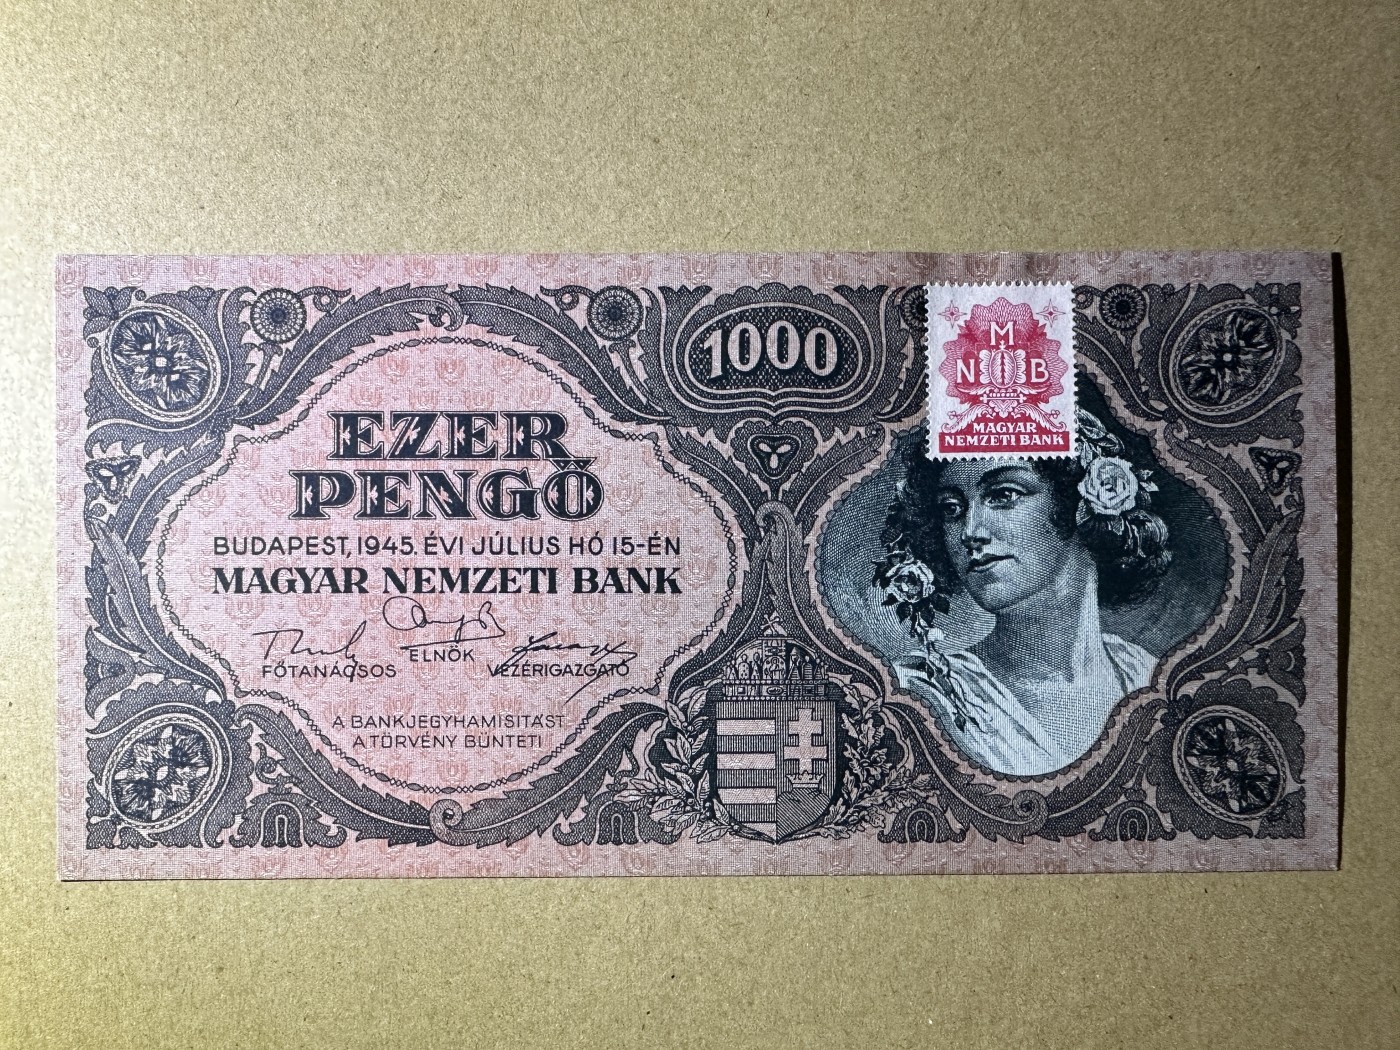 1000
M
N B
MAGYAR
NEMZETI BANK
EZER
PENGŐ
BUDAPEST, 1945. ÉVI JÚLIUS HÓ 15-ÉN
MAGYAR NEMZETI BANK
FŐTANÁCSOS ELNÖK VEZÉRIGAZGATÓ
A BANKJEGYHAMISITÁST
A TÖRVÉNY BÜNTETI